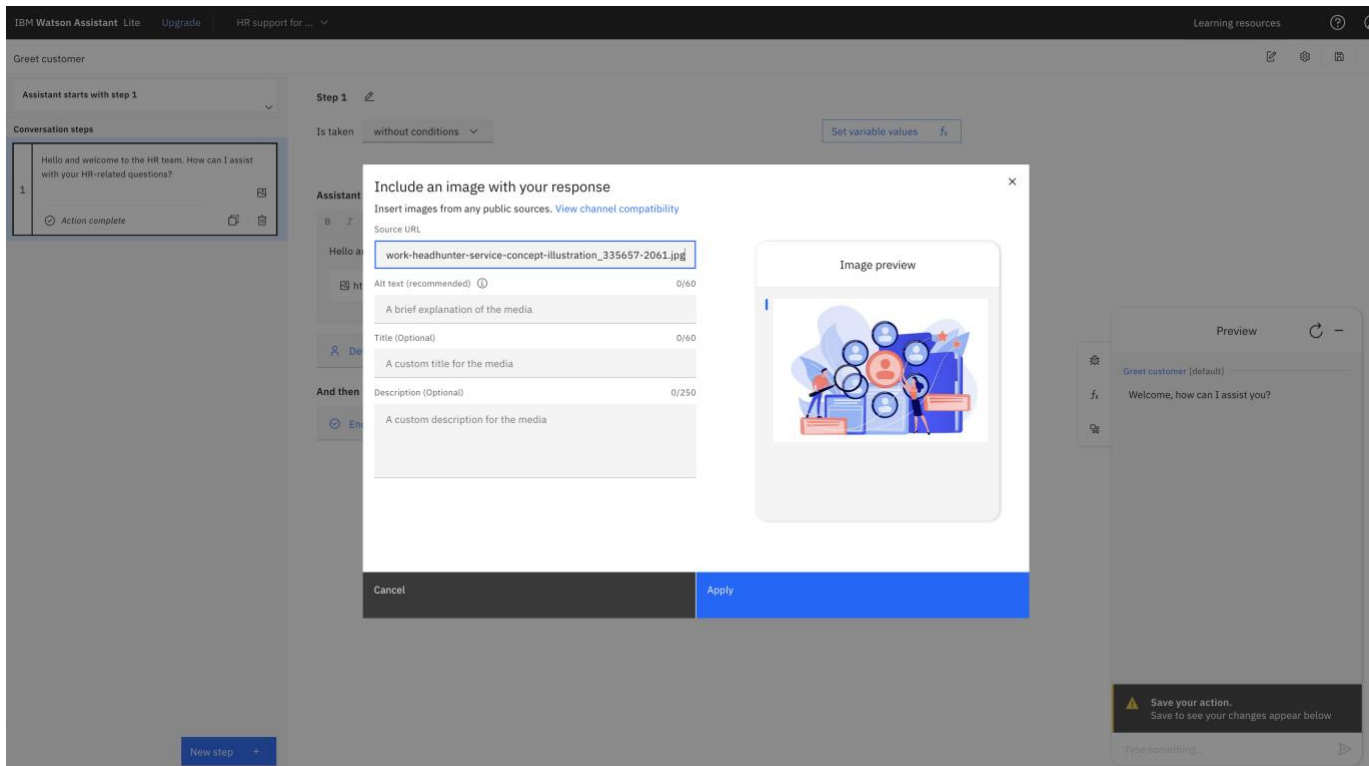 IBM Watson Assistant Lite Upgrade HR support for ... Learning resources
Greet customer
Assistant starts with step 1
Conversation steps
1
Hello and welcome to the HR team. How can I assist
with your HR-related questions?
Action complete
New step +
Step 1
Is taken without conditions
Set variable values fx
Assistant
B I
Hello a
ht
De
And then
En
Include an image with your response
Insert images from any public sources. View channel compatibility
Source URL
work-headhunter-service-concept-illustration_335657-2061.jpg
Alt text (recommended) 0/60
A brief explanation of the media
Title (Optional) 0/60
A custom title for the media
Description (Optional) 0/250
A custom description for the media
Image preview
Cancel
Apply
Preview
Greet customer (default)
fx
Welcome, how can I assist you?
Save your action.
Save to see your changes appear below
Type something...